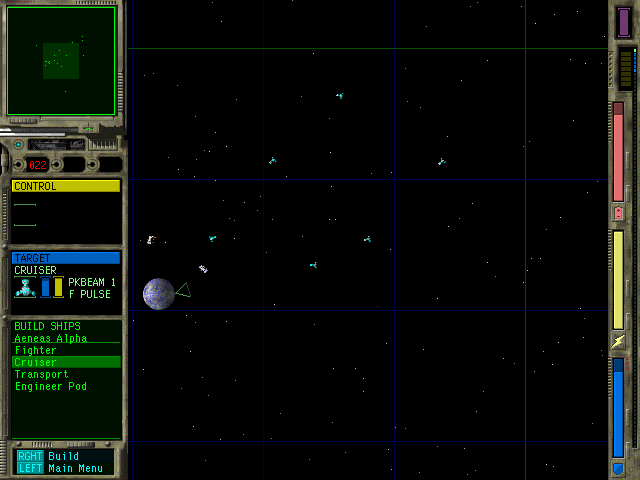 022
CONTROL
TARGET
CRUISER
PKBEAM 1
F PULSE
BUILD SHIPS
Aeneas Alpha
Fighter
Cruiser
Transport
Engineer Pod
RGHT Build
LEFT Main Menu